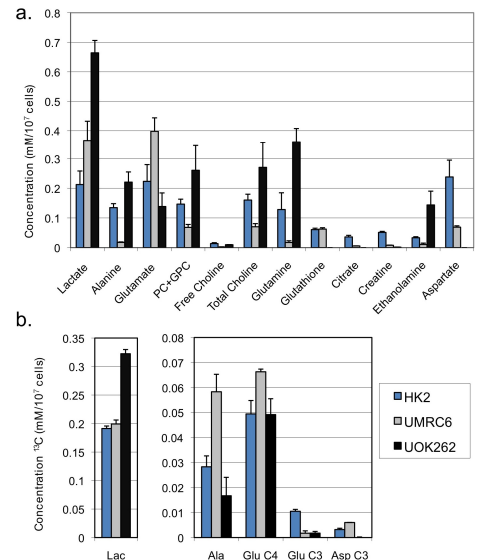 a.
Concentration (mM/10⁷ cells)
0.8
0.7
0.6
0.5
0.4
0.3
0.2
0.1
0
Lactate
Alanine
Glutamate
PC+GPC
Free Choline
Total Choline
Glutamine
Glutathione
Citrate
Creatine
Ethanolamine
Aspartate
b.
Concentration ¹³C (mM/10⁷ cells)
0.35
0.3
0.25
0.2
0.15
0.1
0.05
0
Lac
0.08
0.07
0.06
0.05
0.04
0.03
0.02
0.01
0
Ala Glu C4 Glu C3 Asp C3
HK2
UMRC6
UOK262